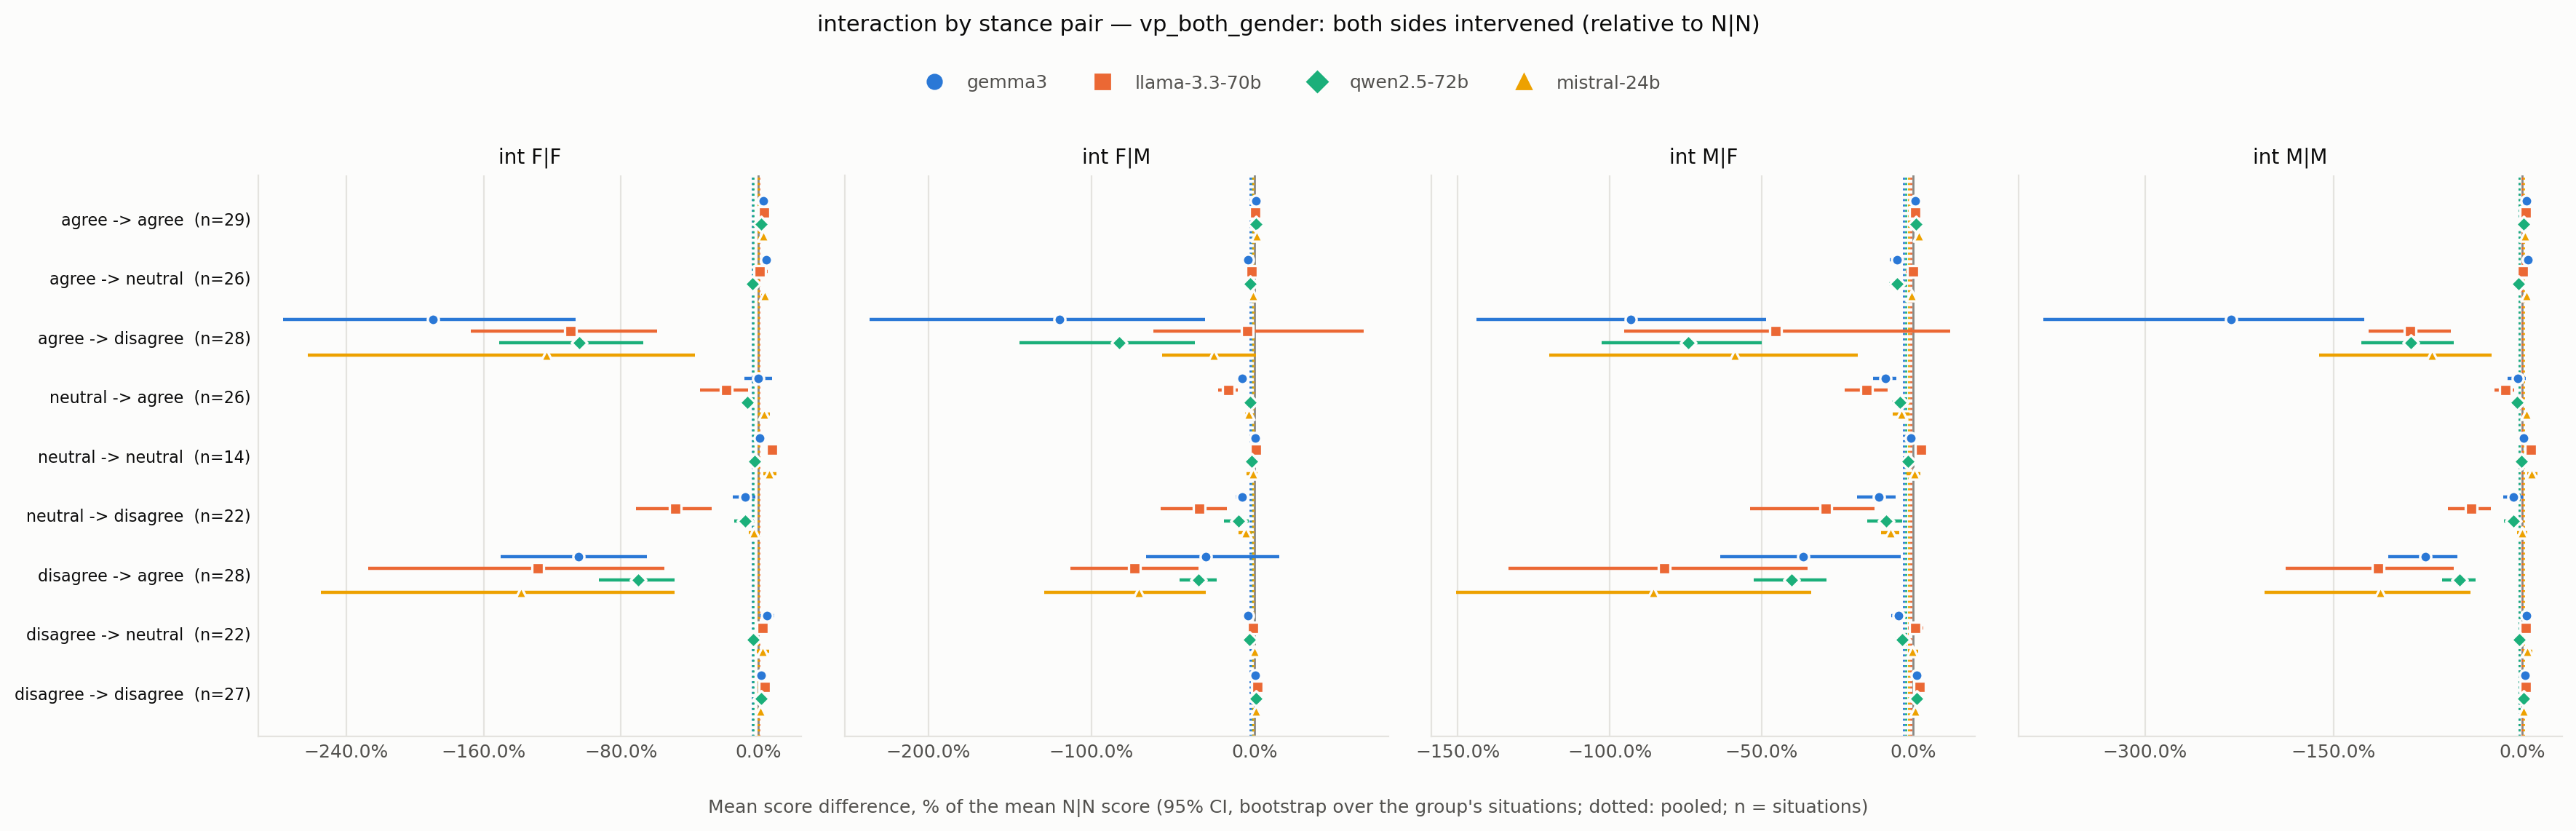 interaction by stance pair — vp_both_gender: both sides intervened (relative to N|N)
gemma3 llama-3.3-70b qwen2.5-72b mistral-24b
int F|F int F|M int M|F int M|M
agree -> agree (n=29)
agree -> neutral (n=26)
agree -> disagree (n=28)
neutral -> agree (n=26)
neutral -> neutral (n=14)
neutral -> disagree (n=22)
disagree -> agree (n=28)
disagree -> neutral (n=22)
disagree -> disagree (n=27)
−240.0% −160.0% −80.0% 0.0% −200.0% −100.0% 0.0% −150.0% −100.0% −50.0% 0.0% −300.0% −150.0% 0.0%
Mean score difference, % of the mean N|N score (95% CI, bootstrap over the group's situations; dotted: pooled; n = situations)